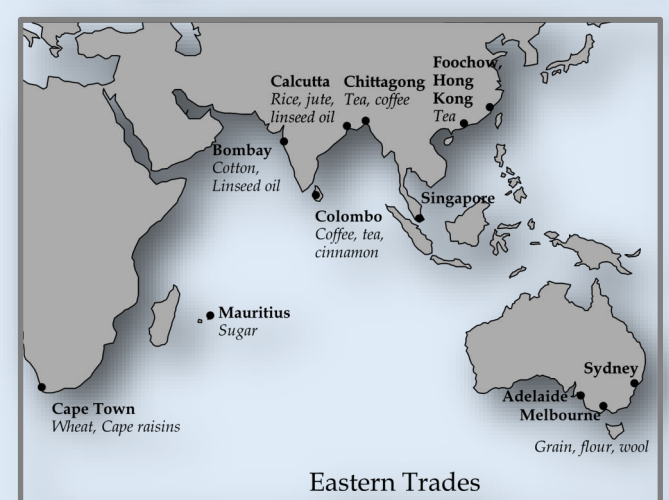 Foochow,
Hong
Kong
Tea
Calcutta
Rice, jute,
linseed oil
Chittagong
Tea, coffee
Bombay
Cotton,
Linseed oil
Singapore
Colombo
Coffee, tea,
cinnamon
Mauritius
Sugar
Sydney
Adelaide
Melbourne
Grain, flour, wool
Cape Town
Wheat, Cape raisins
Eastern Trades